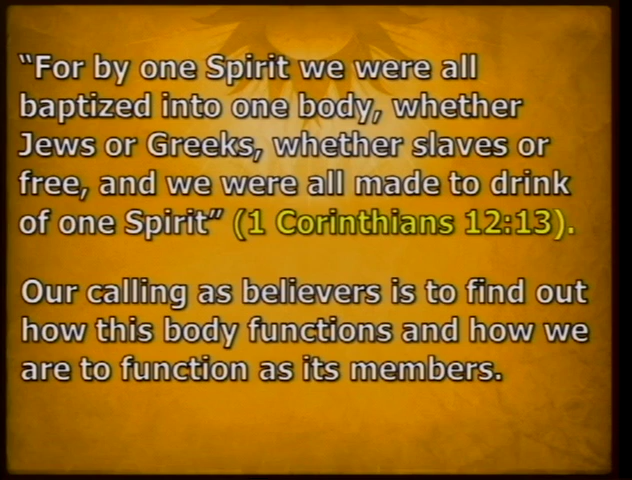 “For by one Spirit we were all
baptized into one body, whether
Jews or Greeks, whether slaves or
free, and we were all made to drink
of one Spirit” (1 Corinthians 12:13).
Our calling as believers is to find out
how this body functions and how we
are to function as its members.